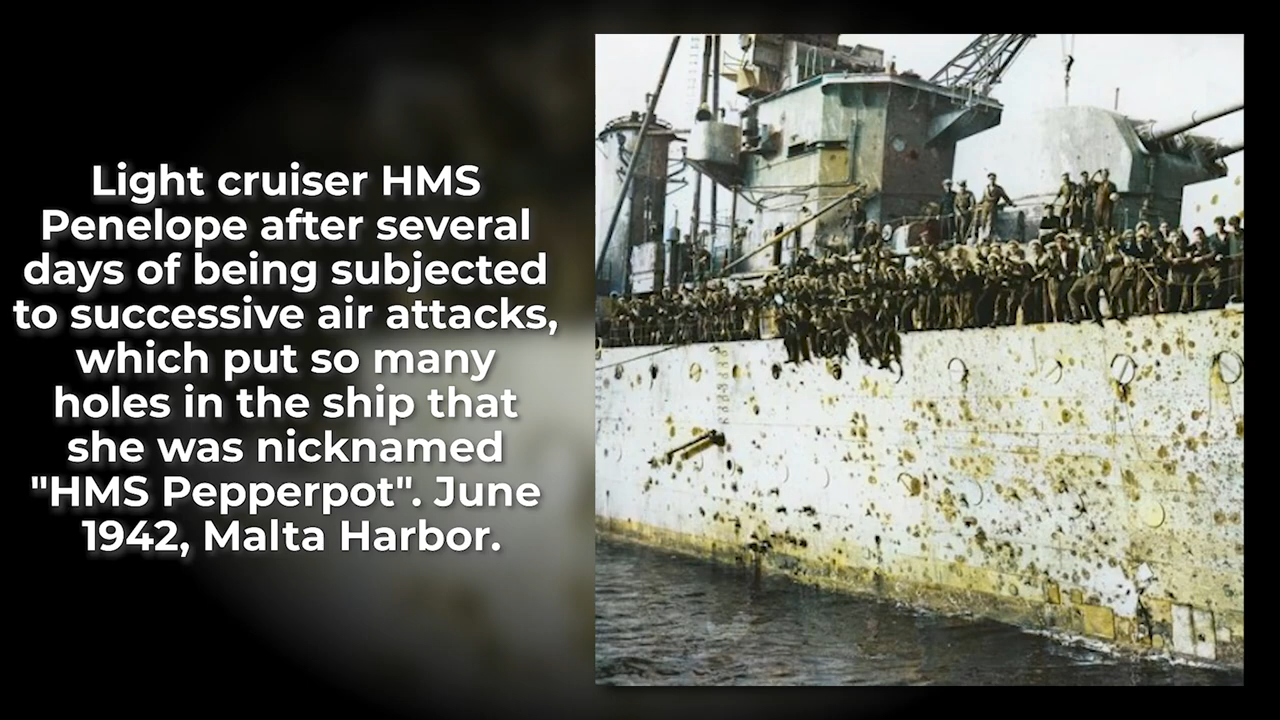 Light cruiser HMS
Penelope after several
days of being subjected
to successive air attacks,
which put so many
holes in the ship that
she was nicknamed
"HMS Pepperpot". June
1942, Malta Harbor.